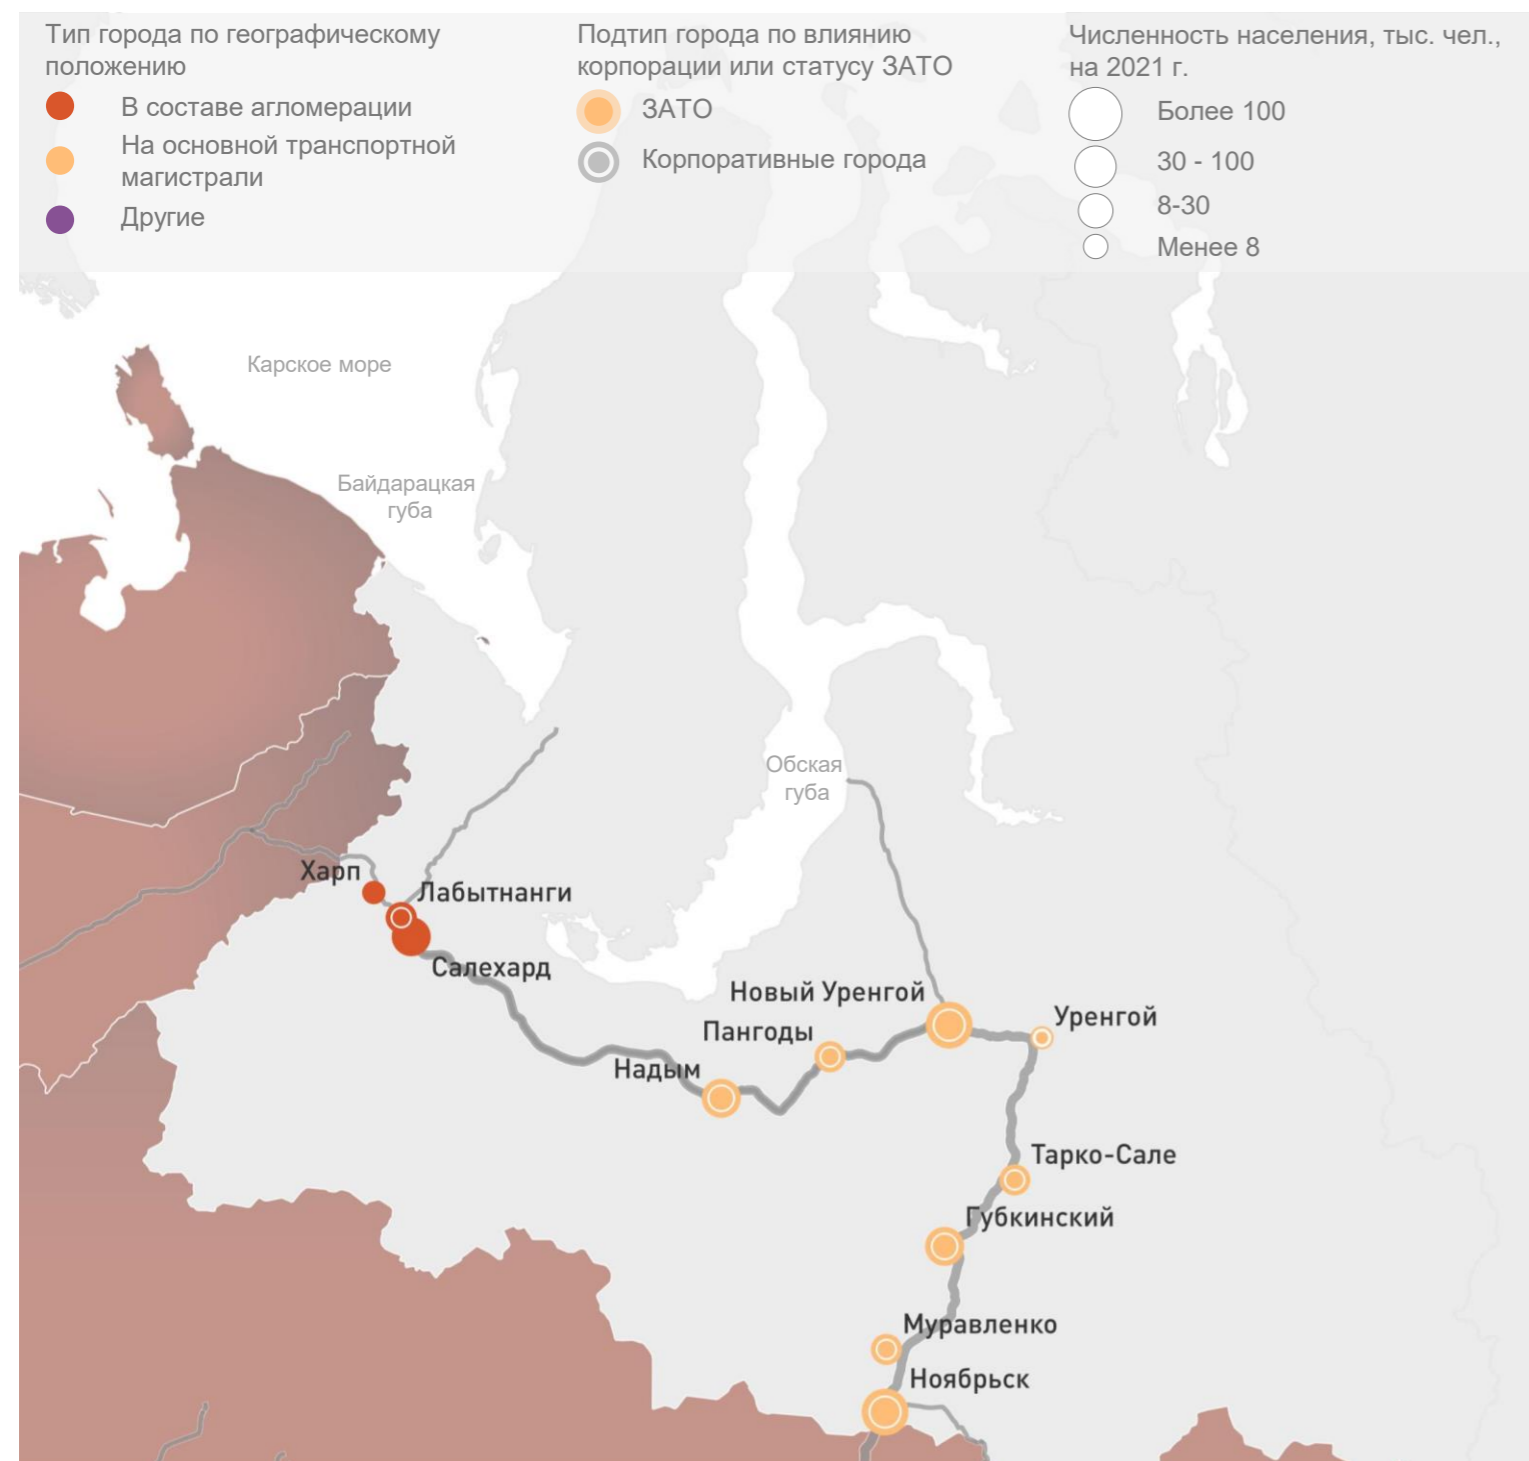 Тип города по географическому
положению
В составе агломерации
На основной транспортной
магистрали
Другие
Подтип города по влиянию
корпорации или статусу ЗАТО
ЗАТО
Корпоративные города
Численность населения, тыс. чел.,
на 2021 г.
Более 100
30 - 100
8-30
Менее 8
Карское море
Байдарацкая
губа
Обская
губа
Харп
Лабытнанги
Салехард
Новый Уренгой
Уренгой
Пангоды
Надым
Тарко-Сале
Губкинский
Муравленко
Ноябрьск